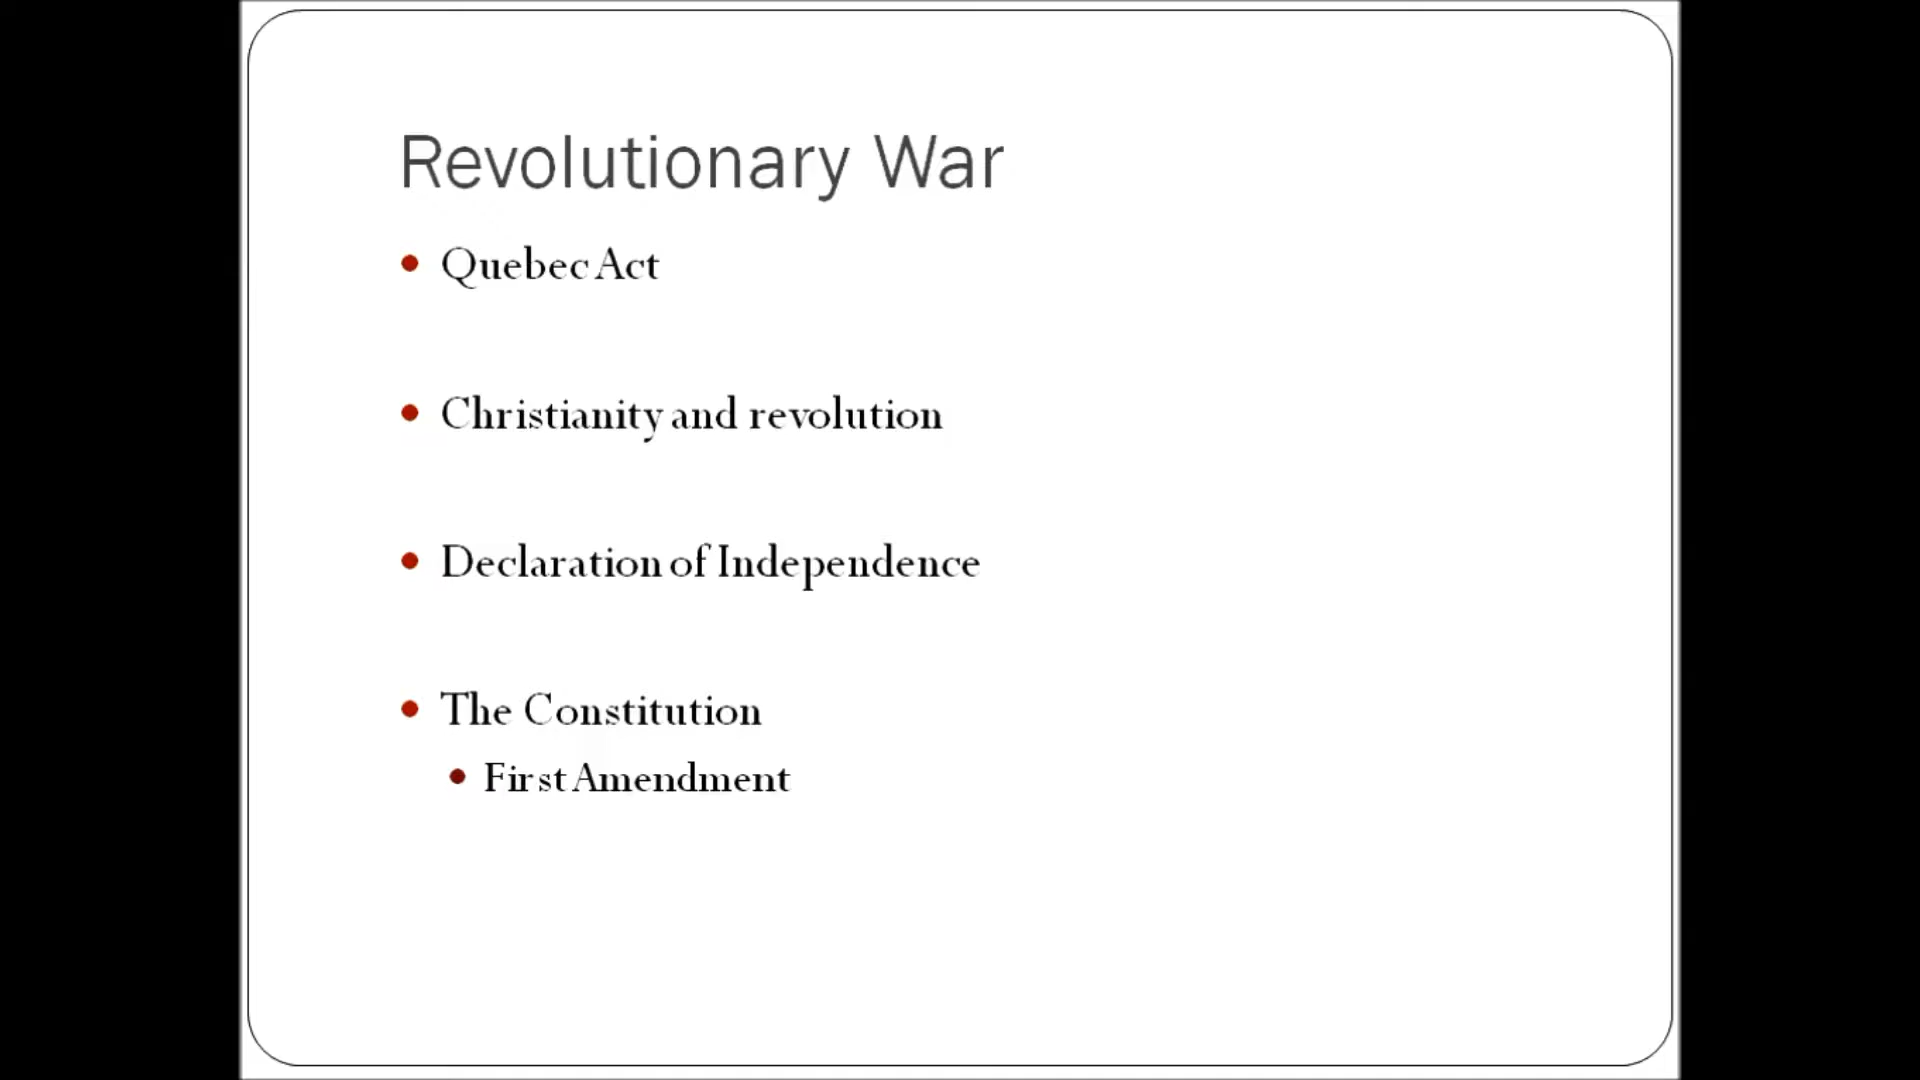 Revolutionary War
Quebec Act
Christianity and revolution
Declaration of Independence
The Constitution
First Amendment